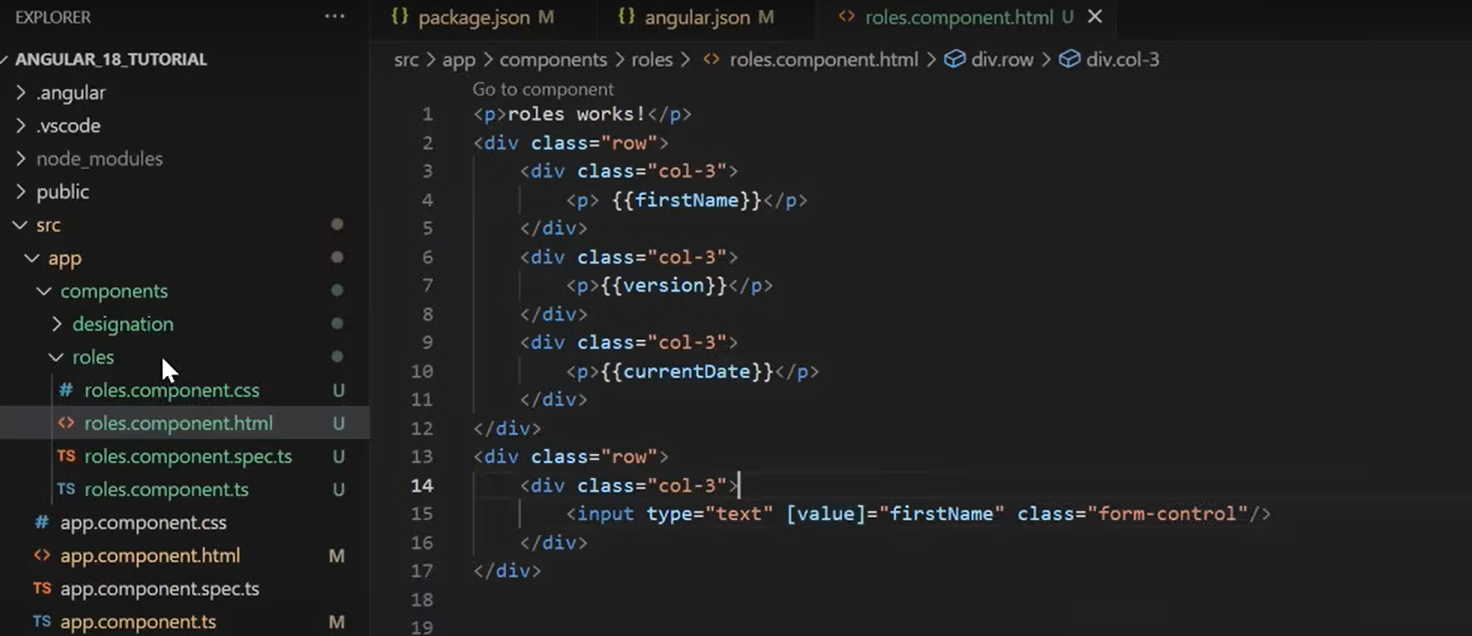 EXPLORER ···
ANGULAR_18_TUTORIAL
.angular
.vscode
node_modules
public
src
app
components
designation
roles
# roles.component.css U
<> roles.component.html U
TS roles.component.spec.ts U
TS roles.component.ts U
# app.component.css
<> app.component.html M
TS app.component.spec.ts
TS app.component.ts M
{} package.json M {} angular.json M <> roles.component.html U ×
src > app > components > roles > <> roles.component.html > div.row > div.col-3
Go to component
1 <p>roles works!</p>
2 <div class="row">
3 <div class="col-3">
4 <p> {{firstName}}</p>
5 </div>
6 <div class="col-3">
7 <p>{{version}}</p>
8 </div>
9 <div class="col-3">
10 <p>{{currentDate}}</p>
11 </div>
12 </div>
13 <div class="row">
14 <div class="col-3">
15 <input type="text" [value]="firstName" class="form-control"/>
16 </div>
17 </div>
18
19